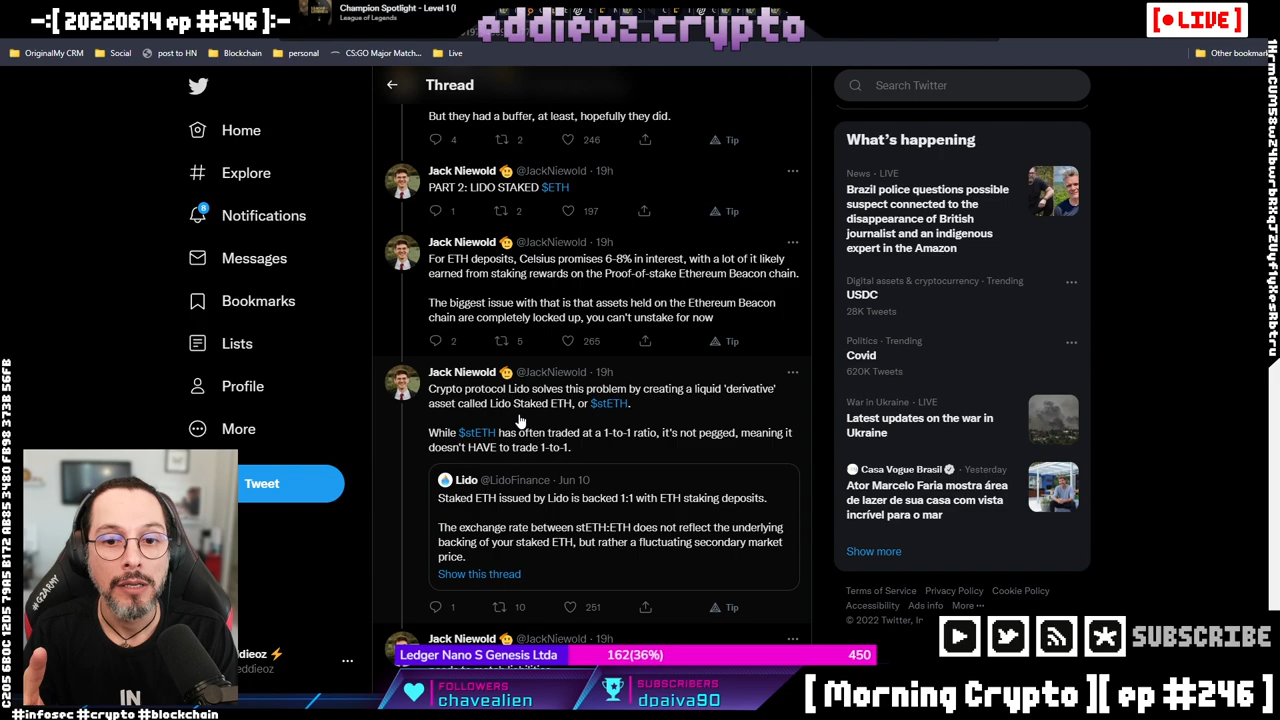 -:[ 20220614 ep #246]:-
Champion Spotlight - Level 1 (
League of Legends
eddieoz.crypto
[•LIVE]
OriginalMy CRM
Social
post to HN
Blockchain
personal
CS:GO Major Match...
Live
Other bookmar
Home
Explore
8
Notifications
Messages
Bookmarks
Lists
Profile
More
Tweet
ddieoz ⚡
eddieoz
Thread
But they had a buffer, at least, hopefully they did.
4
2
246
Tip
Jack Niewold @JackNiewold · 19h
PART 2: LIDO STAKED $ETH
1
2
197
Tip
Jack Niewold @JackNiewold · 19h
For ETH deposits, Celsius promises 6-8% in interest, with a lot of it likely
earned from staking rewards on the Proof-of-stake Ethereum Beacon chain.
The biggest issue with that is that assets held on the Ethereum Beacon
chain are completely locked up, you can't unstake for now
2
5
265
Tip
Jack Niewold @JackNiewold · 19h
Crypto protocol Lido solves this problem by creating a liquid 'derivative'
asset called Lido Staked ETH, or $stETH.
While $stETH has often traded at a 1-to-1 ratio, it's not pegged, meaning it
doesn't HAVE to trade 1-to-1.
Lido @LidoFinance · Jun 10
Staked ETH issued by Lido is backed 1:1 with ETH staking deposits.
The exchange rate between stETH:ETH does not reflect the underlying
backing of your staked ETH, but rather a fluctuating secondary market
price.
Show this thread
1
10
251
Tip
Jack Niewold @JackNiewold · 19h
Search Twitter
What's happening
News · LIVE
Brazil police questions possible
suspect connected to the
disappearance of British
journalist and an indigenous
expert in the Amazon
Digital assets & cryptocurrency · Trending
USDC
28K Tweets
Politics · Trending
Covid
620K Tweets
War in Ukraine · LIVE
Latest updates on the war in
Ukraine
Casa Vogue Brasil · Yesterday
Ator Marcelo Faria mostra área
de lazer de sua casa com vista
incrível para o mar
Show more
Terms of Service Privacy Policy Cookie Policy
Accessibility Ads info More ···
© 2022 Twitter, In
SUBSCRIBE
Ledger Nano S Genesis Ltda
162(36%)
450
FOLLOWERS
chavealien
SUBSCRIBERS
dpaiva90
[ Morning Crypto ][ ep #246 ]
#G2ARMY
IN
#infosec #crypto #blockchain